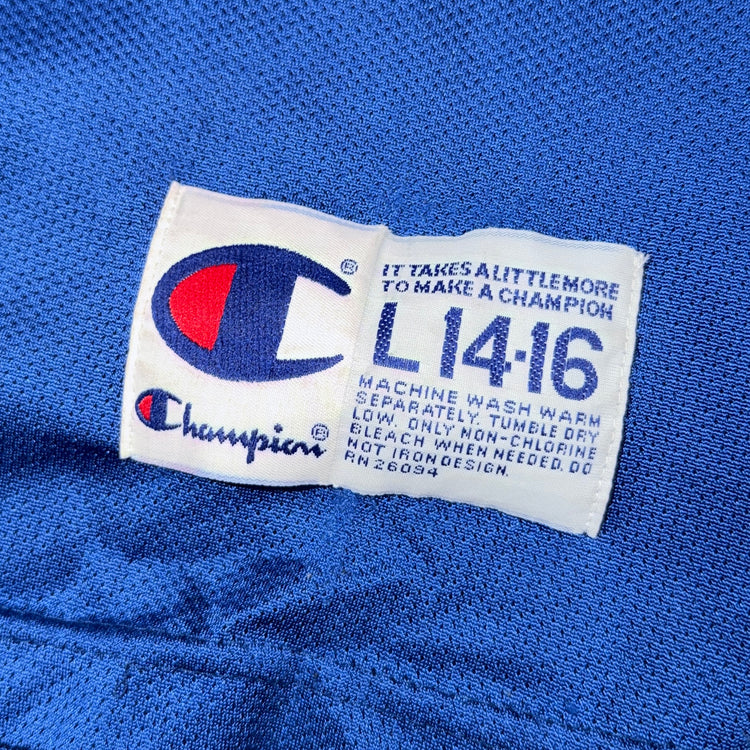 ®
Champion®
IT TAKES A LITTLE MORE
TO MAKE A CHAMPION
L 14-16
MACHINE WASH WARM
SEPARATELY, TUMBLE DRY
LOW. ONLY NON-CHLORINE
BLEACH WHEN NEEDED. DO
NOT IRON DESIGN.
RN 26094